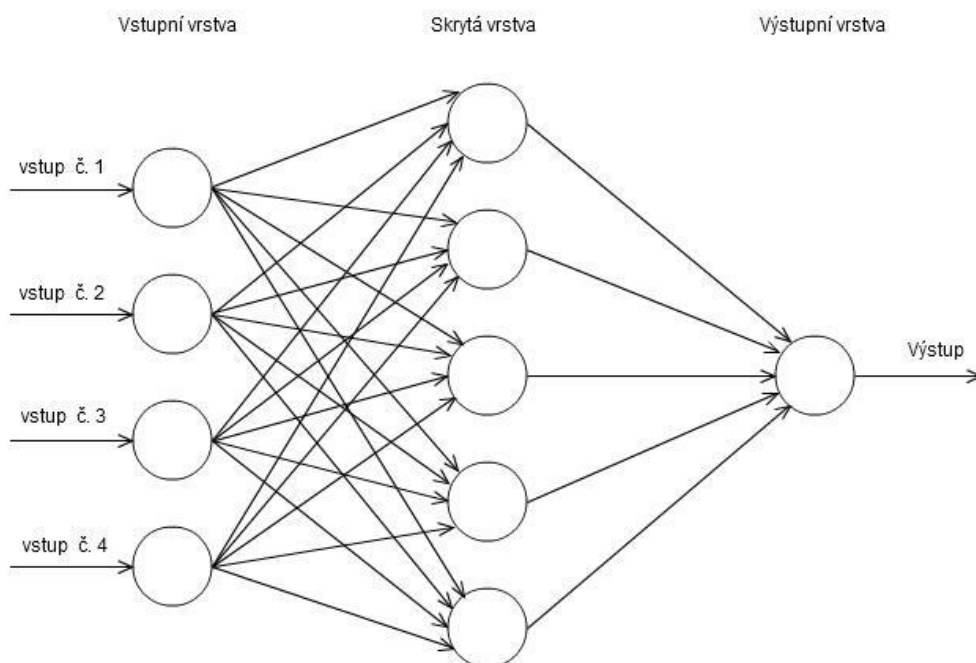 Vstupní vrstva
Skrytá vrstva
Výstupní vrstva
vstup č. 1
vstup č. 2
vstup č. 3
vstup č. 4
Výstup